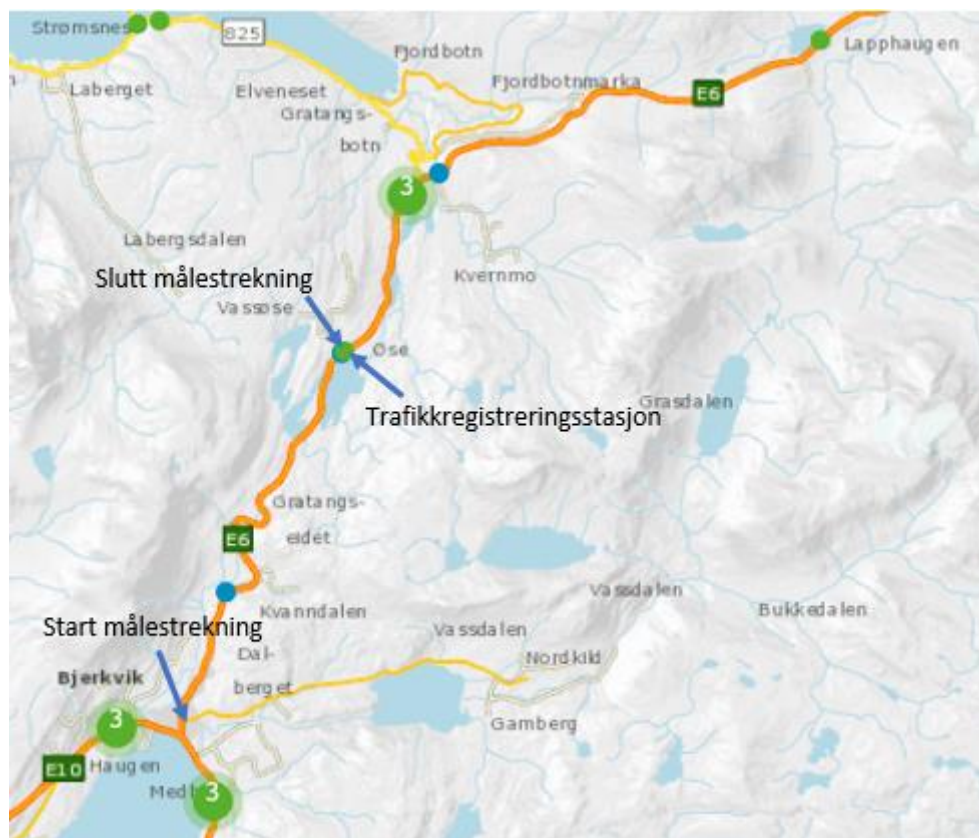 Strømsnes
825
Fjordbotn
Lapphaugen
Laberget
Elveneset
Fjordbotnmarka
E6
Gratangs-
botn
3
Labergsdalen
Kvernmo
Slutt målestrekning
Vassøse
Øse
Grasdalen
Trafikkregistreringsstasjon
Gratangs-
eidet
E6
Vassdalen
Kvanndalen
Bukkedalen
Start målestrekning
Vassdalen
Dal-
berget
Nordkild
Bjerkvik
3
Gamberg
E10
Haugen
3